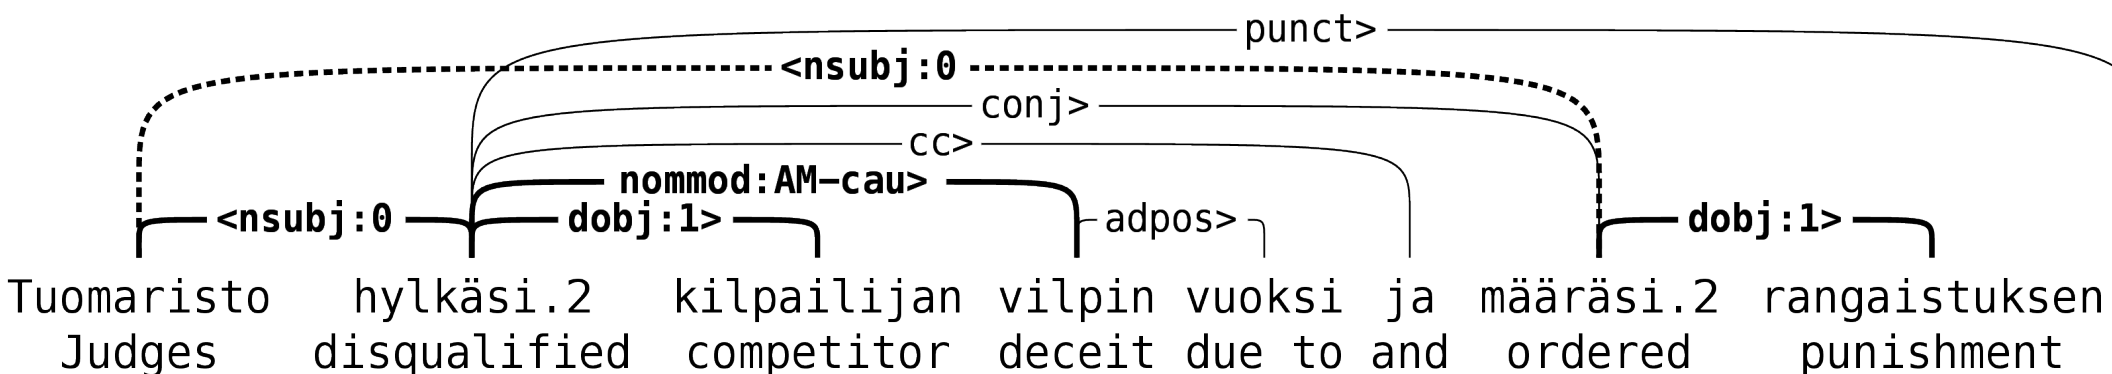 punct>
<nsubj:0
conj>
cc>
nommod:AM-cau>
<nsubj:0 dobj:1> adpos> dobj:1>
Tuomaristo hylkäsi.2 kilpailijan vilpin vuoksi ja määräsi.2 rangaistuksen
Judges disqualified competitor deceit due to and ordered punishment